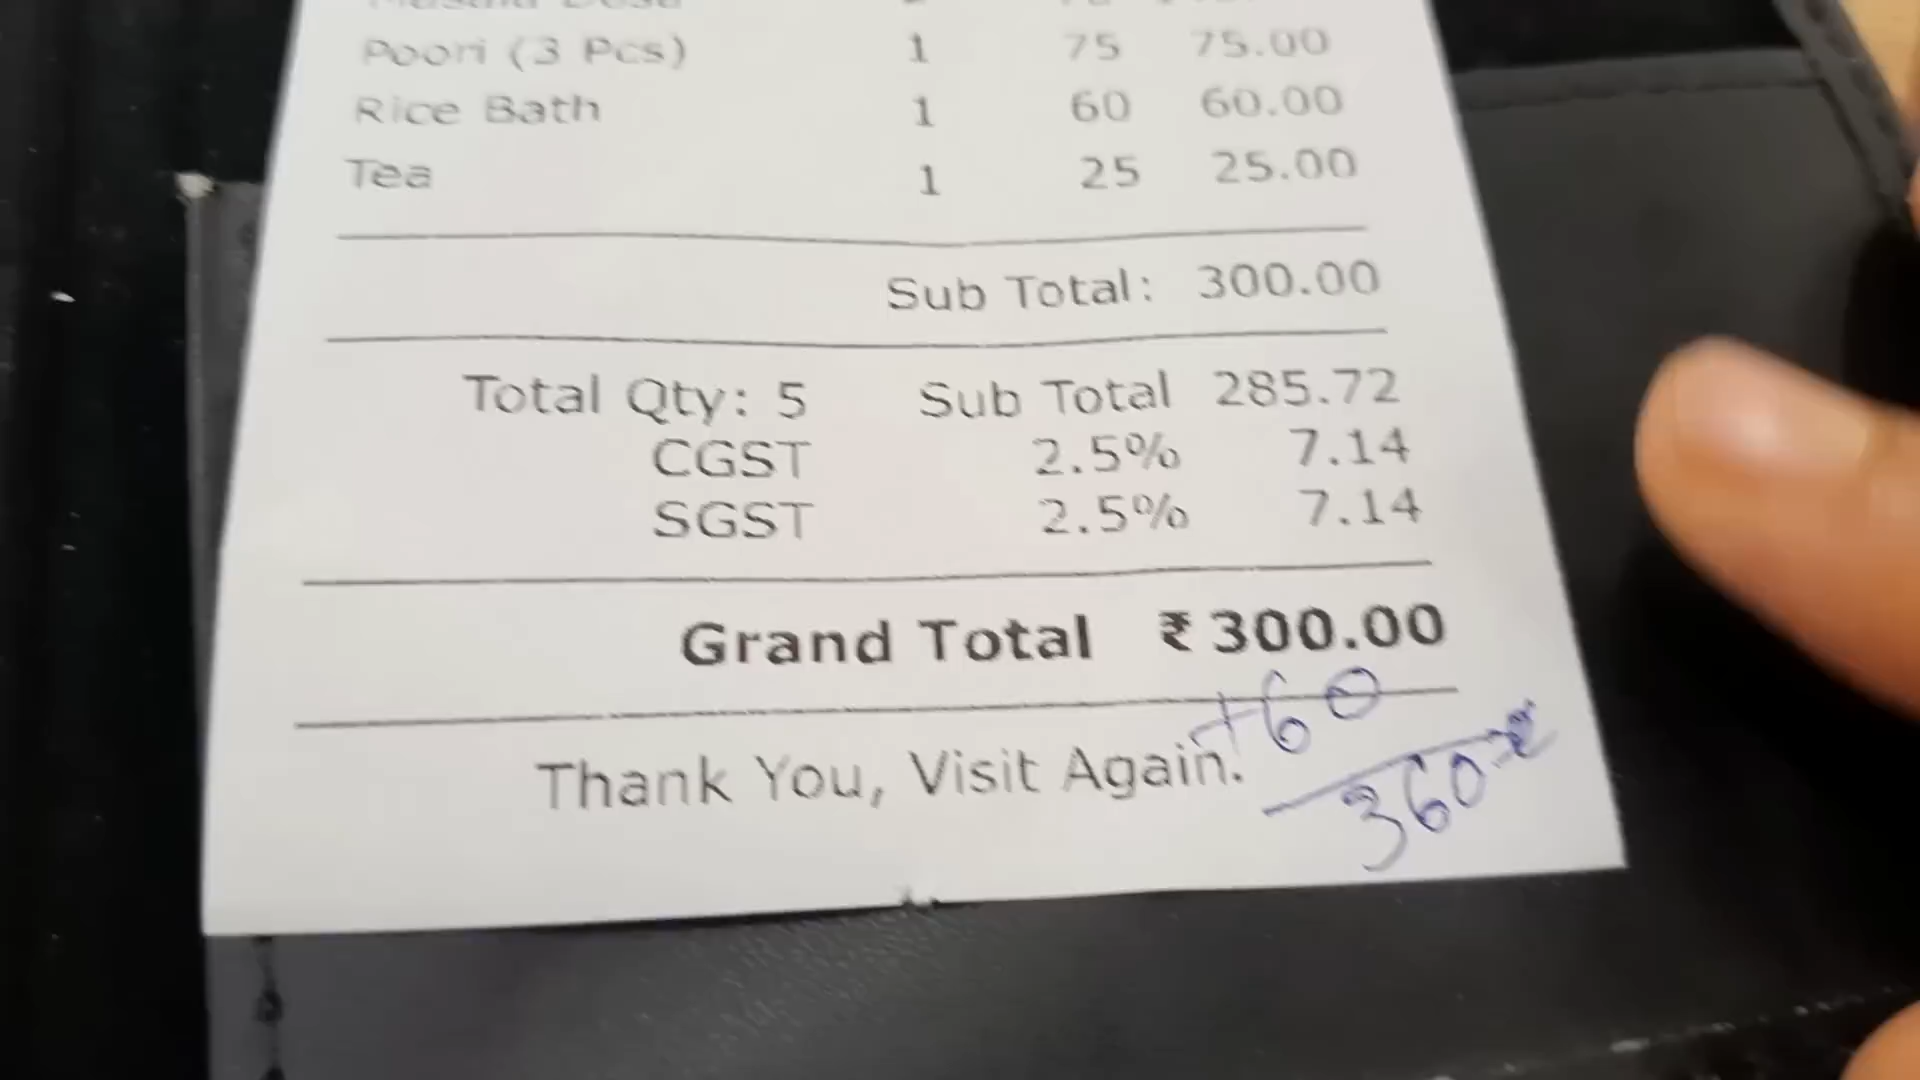 Masala Dosa
Poori (3 Pcs) 1 75 75.00
Rice Bath 1 60 60.00
Tea 1 25 25.00
Sub Total: 300.00
Total Qty: 5 Sub Total 285.72
CGST 2.5% 7.14
SGST 2.5% 7.14
Grand Total ₹300.00
+60
Thank You, Visit Again.
360